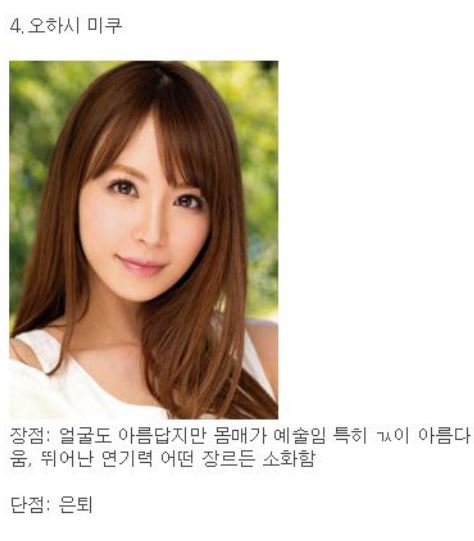 4. 오하시 미쿠
장점: 얼굴도 아름답지만 몸매가 예술임 특히 ㄳ이 아름다
움, 뛰어난 연기력 어떤 장르든 소화함
단점: 은퇴